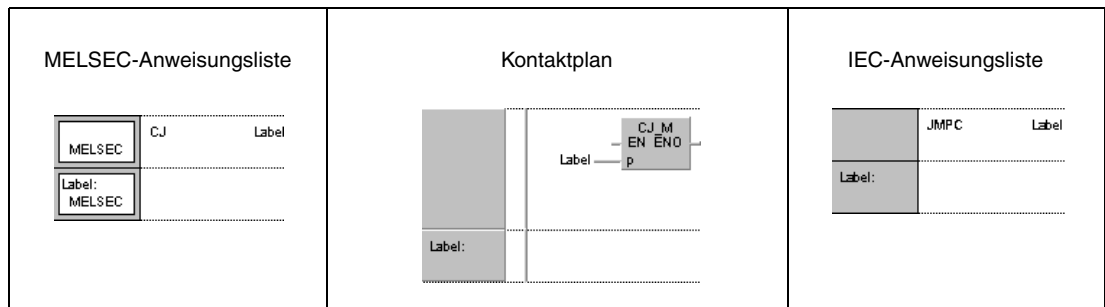 MELSEC-Anweisungsliste
MELSEC
CJ Label
Label:
MELSEC
Kontaktplan
CJ_M
EN ENO
Label
p
Label:
IEC-Anweisungsliste
JMPC Label
Label: